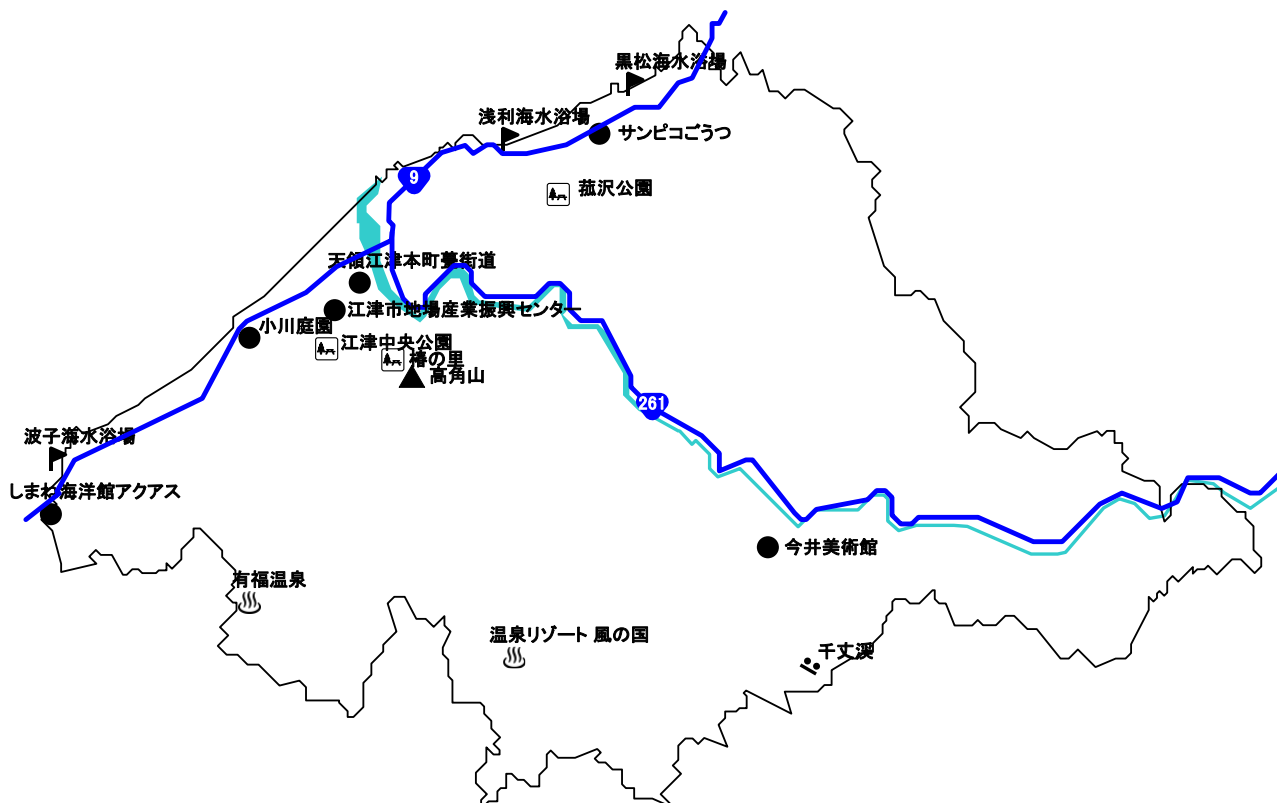 黒松海水浴場
浅利海水浴場
サンピコごうつ
9
菰沢公園
天領江津本町甍街道
江津市地場産業振興センター
小川庭園
江津中央公園
椿の里
高角山
261
波子海水浴場
しまね海洋館アクアス
今井美術館
有福温泉
温泉リゾート 風の国
千丈渓